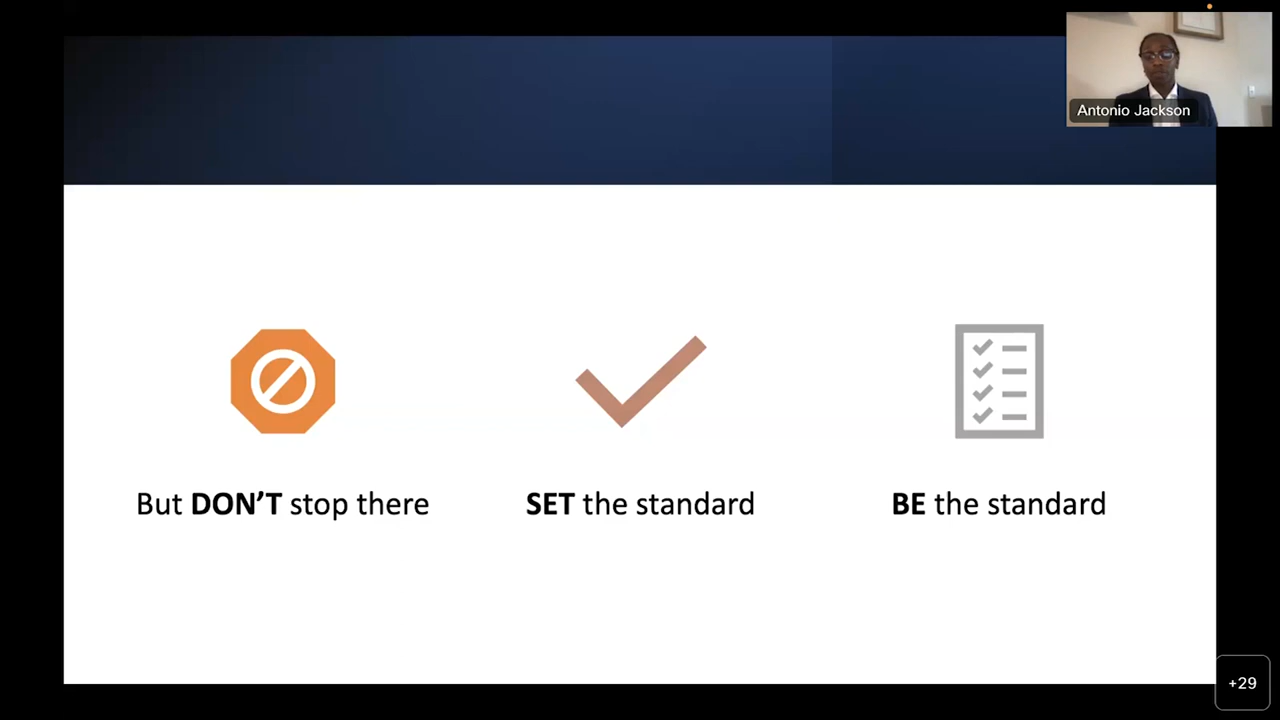 Antonio Jackson
But DON’T stop there
SET the standard
BE the standard
+29